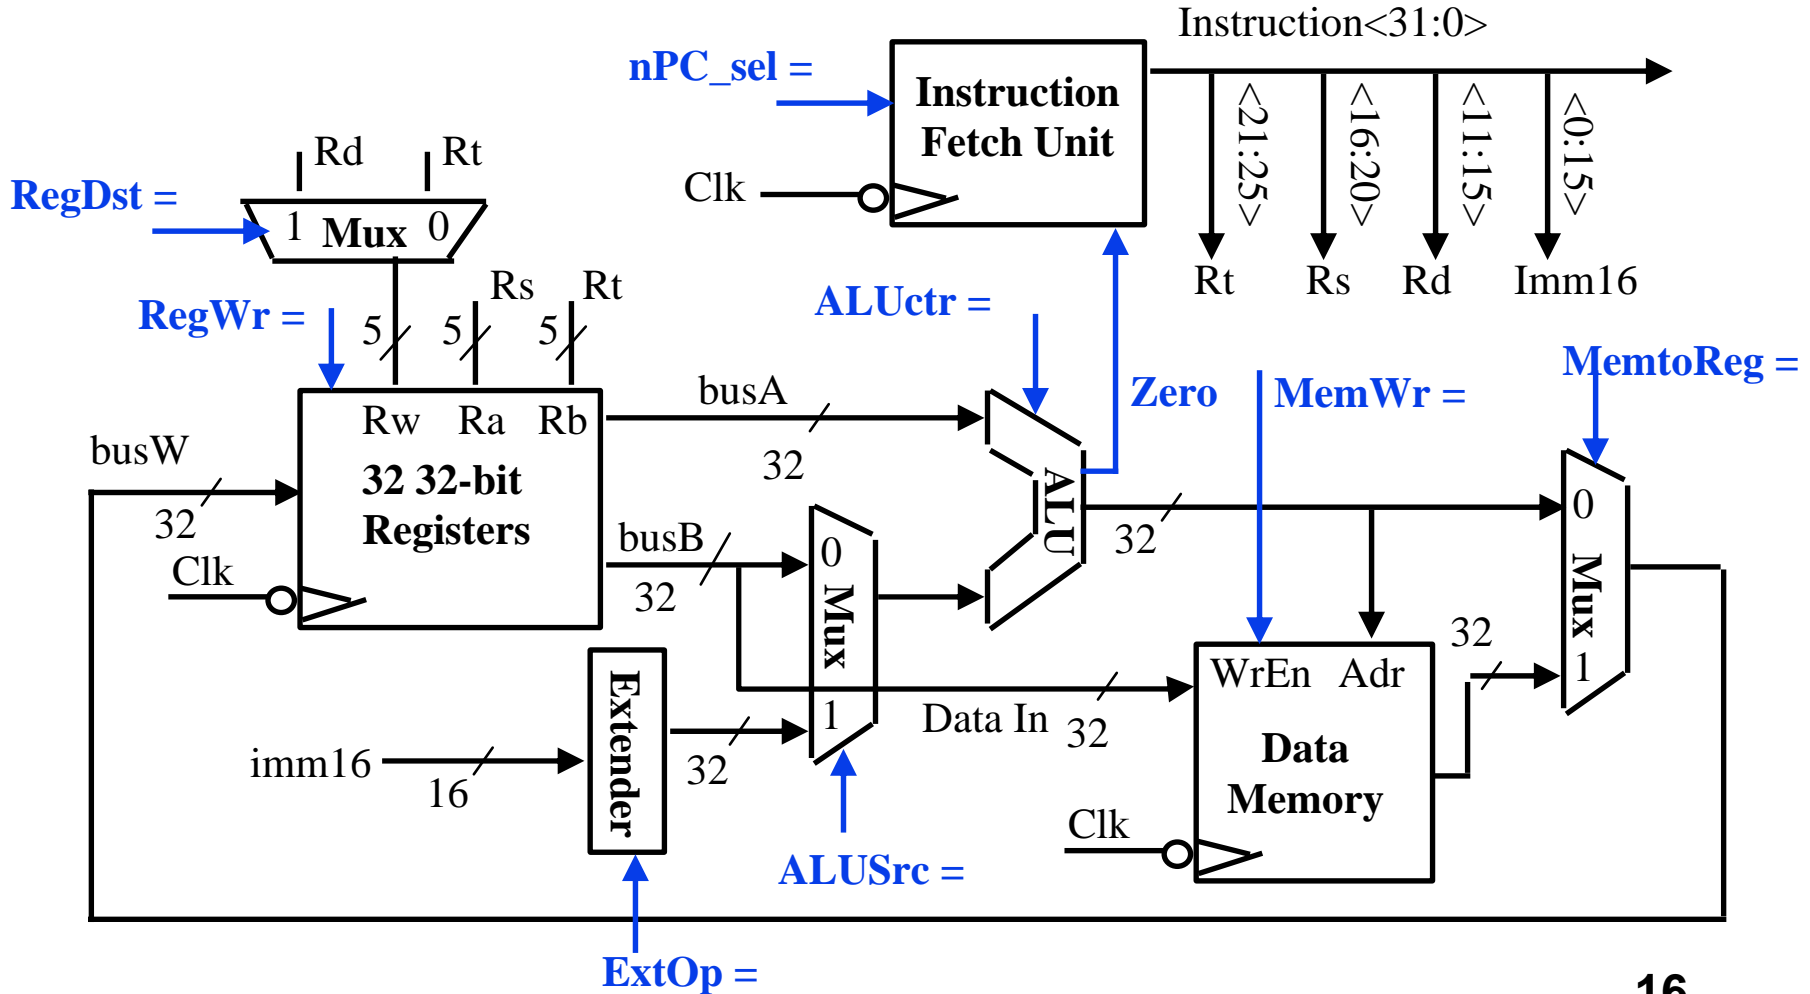 Instruction<31:0>
nPC_sel =
Instruction
Fetch Unit
Clk
<21:25>
<16:20>
<11:15>
<0:15>
Rt
Rs
Rd
Imm16
Rd
Rt
RegDst =
1
Mux
0
Rs
Rt
RegWr =
5
5
5
ALUctr =
Zero
MemWr =
MemtoReg =
busW
32
Rw
Ra
Rb
32 32-bit
Registers
Clk
busA
32
busB
32
0
Mux
1
ALU
32
0
Mux
1
32
WrEn
Adr
Data
Memory
Clk
Data In
32
imm16
16
Extender
32
ALUSrc =
ExtOp =
16